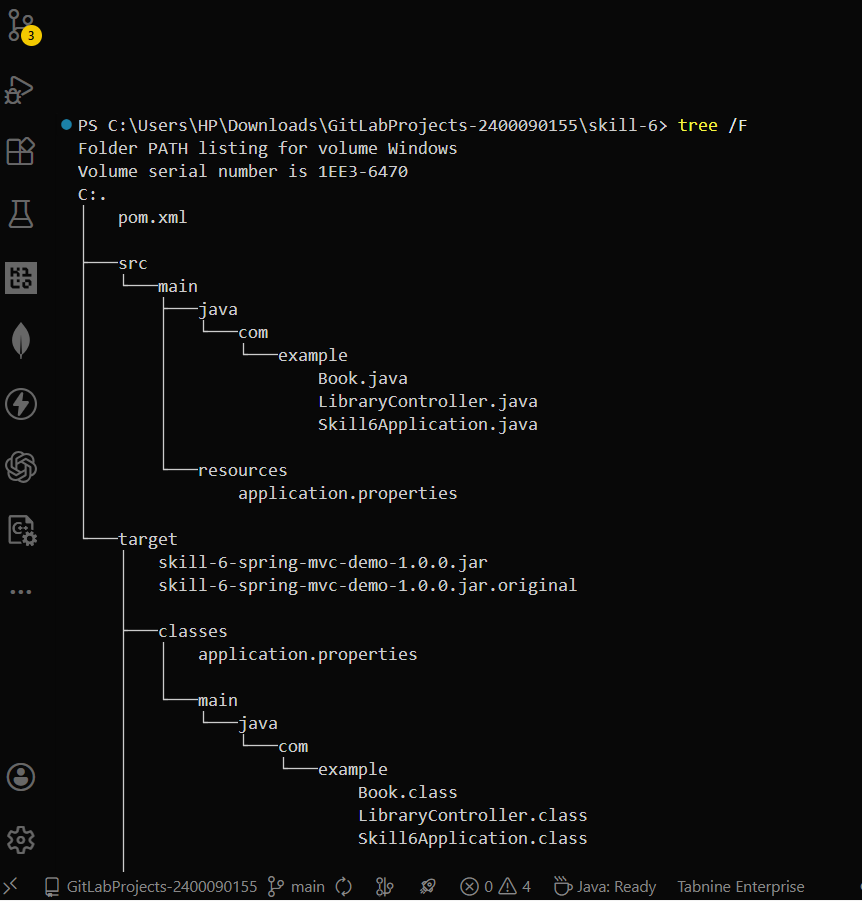 3
PS C:\Users\HP\Downloads\GitLabProjects-2400090155\skill-6> tree /F
Folder PATH listing for volume Windows
Volume serial number is 1EE3-6470
C:.
│   pom.xml
│
├───src
│   └───main
│       ├───java
│       │   └───com
│       │       └───example
│       │               Book.java
│       │               LibraryController.java
│       │               Skill6Application.java
│       │
│       └───resources
│               application.properties
│
└───target
    │   skill-6-spring-mvc-demo-1.0.0.jar
    │   skill-6-spring-mvc-demo-1.0.0.jar.original
    │
    ├───classes
    │   │   application.properties
    │   │
    │   └───main
    │       └───java
    │           └───com
    │               └───example
    │                       Book.class
    │                       LibraryController.class
    │                       Skill6Application.class
GitLabProjects-2400090155 main 0 4 Java: Ready Tabnine Enterprise